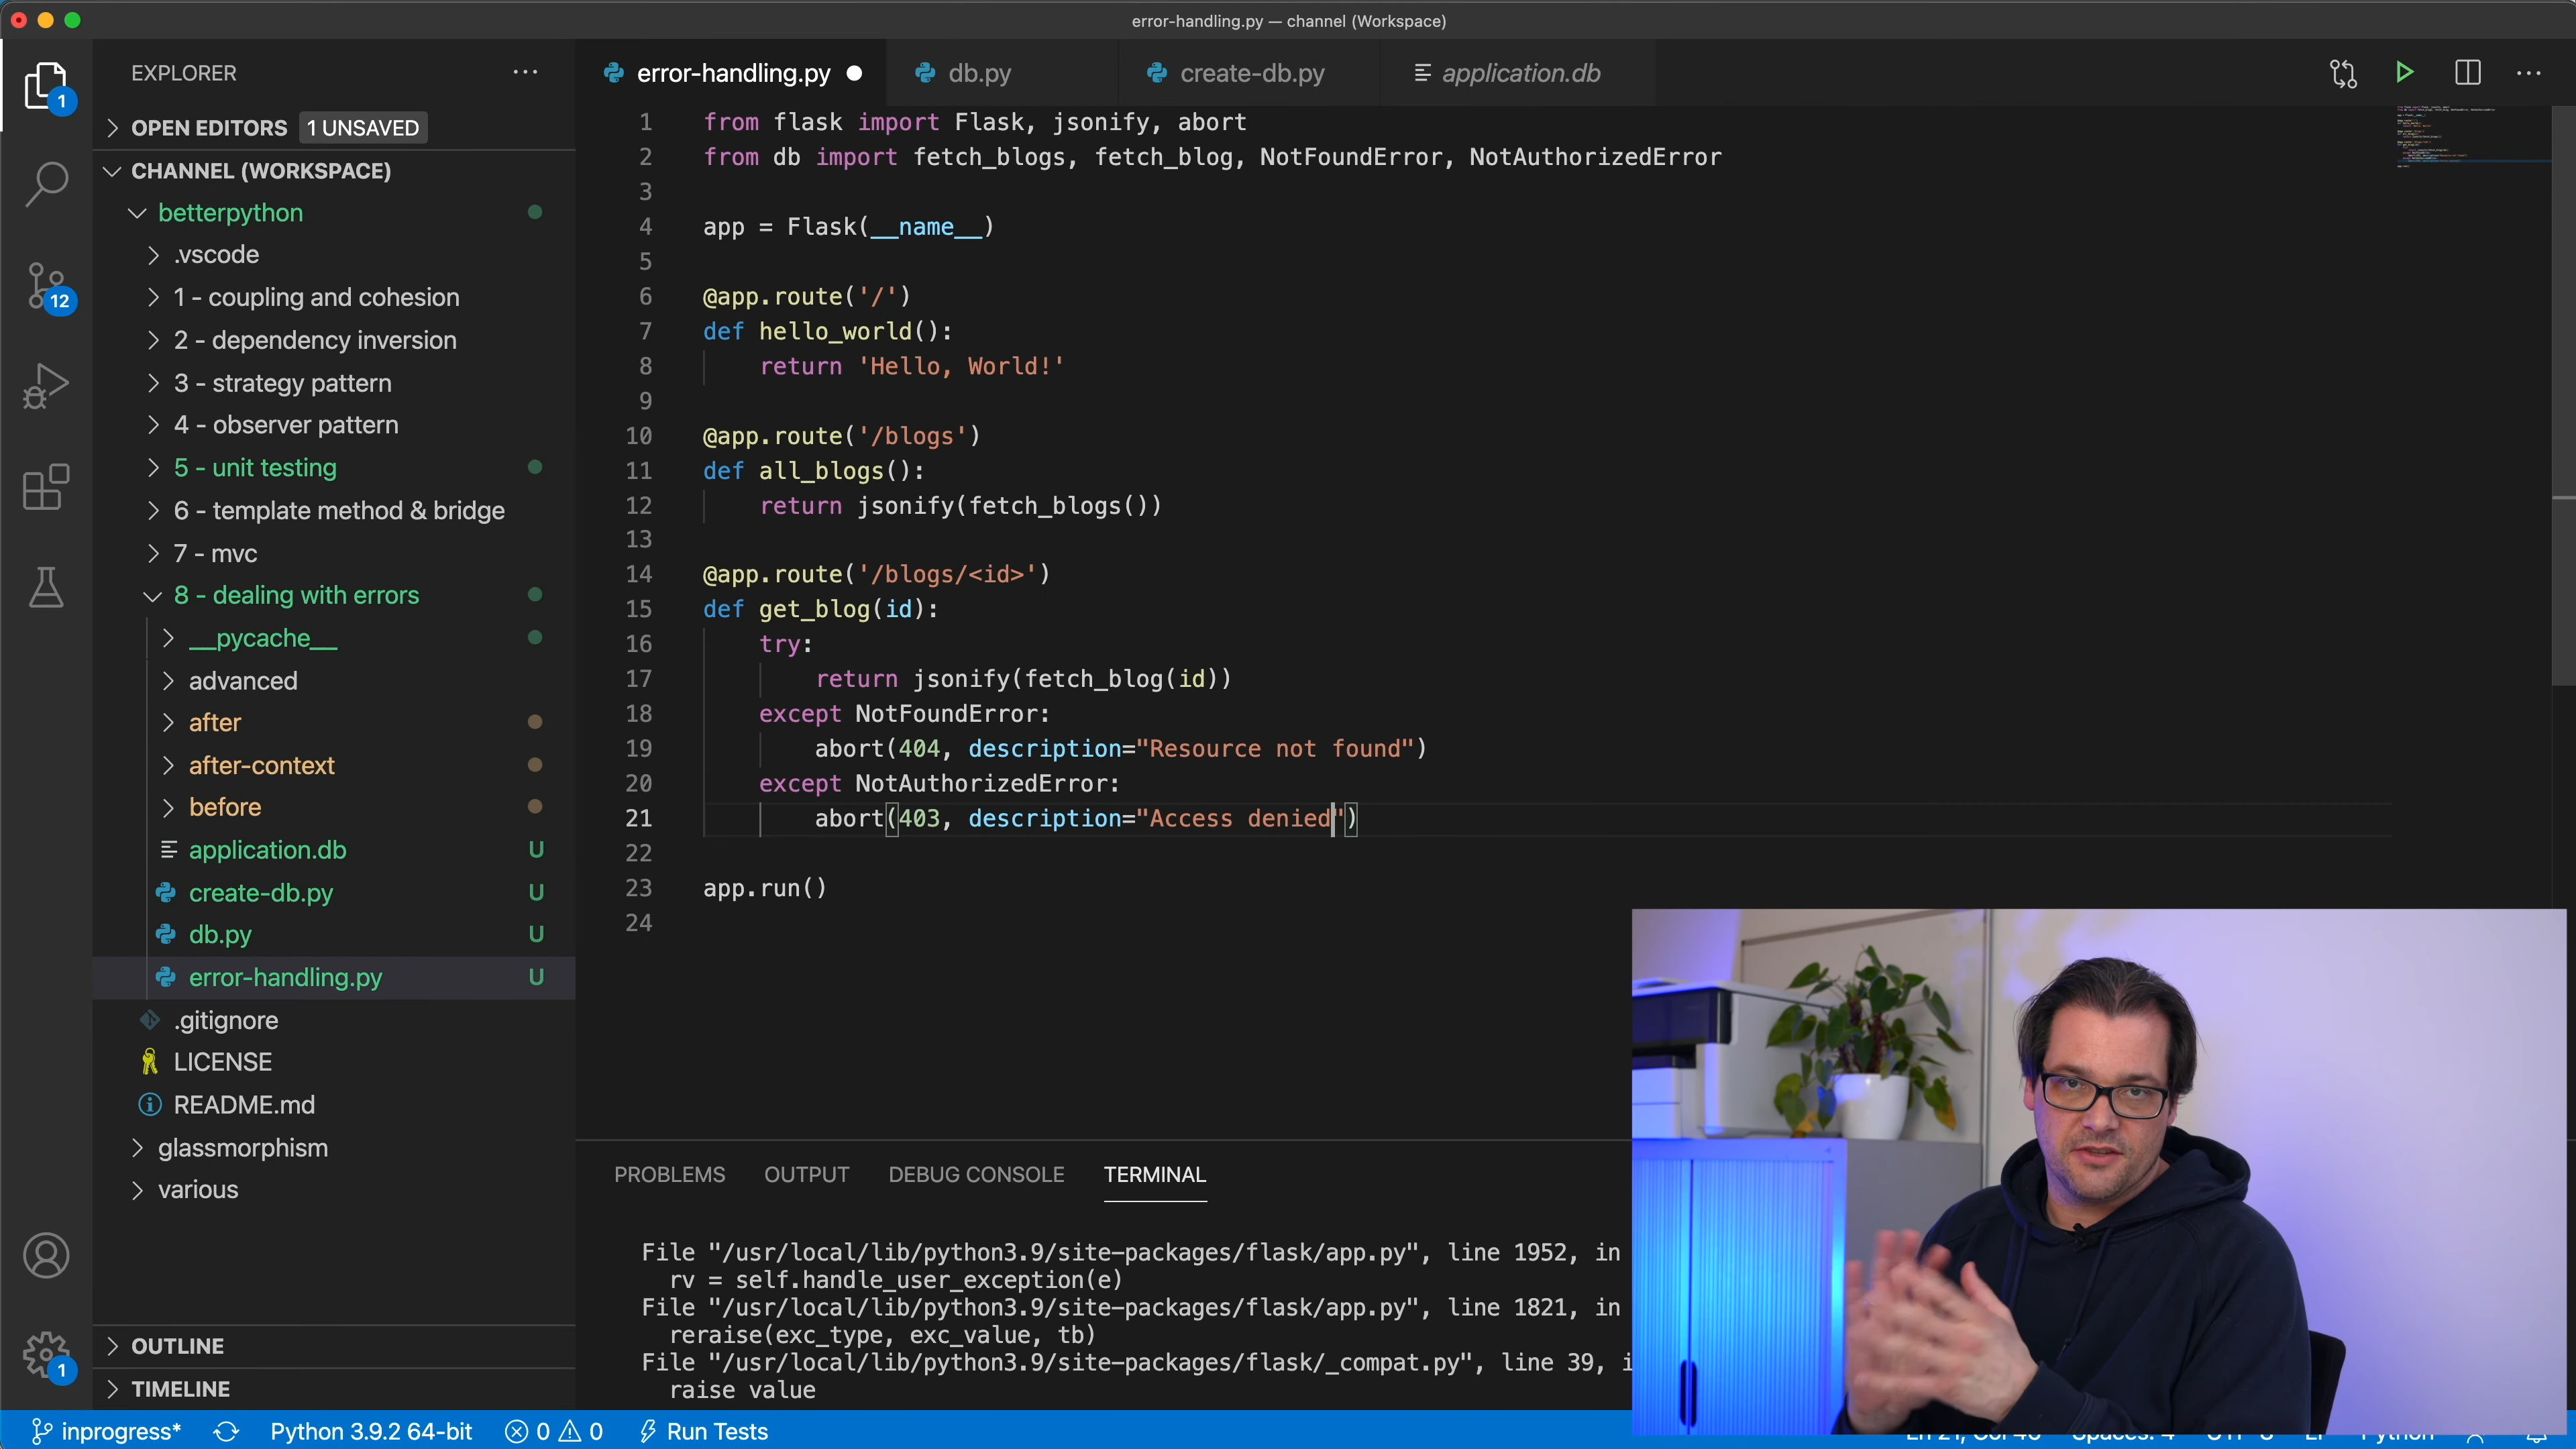 error-handling.py — channel (Workspace)
EXPLORER
OPEN EDITORS 1 UNSAVED
CHANNEL (WORKSPACE)
betterpython
.vscode
1 - coupling and cohesion
2 - dependency inversion
3 - strategy pattern
4 - observer pattern
5 - unit testing
6 - template method & bridge
7 - mvc
8 - dealing with errors
__pycache__
advanced
after
after-context
before
application.db U
create-db.py U
db.py U
error-handling.py U
.gitignore
LICENSE
README.md
glassmorphism
various
OUTLINE
TIMELINE
1
12
1
error-handling.py db.py create-db.py application.db
1 from flask import Flask, jsonify, abort
2 from db import fetch_blogs, fetch_blog, NotFoundError, NotAuthorizedError
3
4 app = Flask(__name__)
5
6 @app.route('/')
7 def hello_world():
8 return 'Hello, World!'
9
10 @app.route('/blogs')
11 def all_blogs():
12 return jsonify(fetch_blogs())
13
14 @app.route('/blogs/<id>')
15 def get_blog(id):
16 try:
17 return jsonify(fetch_blog(id))
18 except NotFoundError:
19 abort(404, description="Resource not found")
20 except NotAuthorizedError:
21 abort(403, description="Access denied")
22
23 app.run()
24
PROBLEMS OUTPUT DEBUG CONSOLE TERMINAL
File "/usr/local/lib/python3.9/site-packages/flask/app.py", line 1952, in
rv = self.handle_user_exception(e)
File "/usr/local/lib/python3.9/site-packages/flask/app.py", line 1821, in
reraise(exc_type, exc_value, tb)
File "/usr/local/lib/python3.9/site-packages/flask/_compat.py", line 39, i
raise value
inprogress* Python 3.9.2 64-bit 0 0 Run Tests